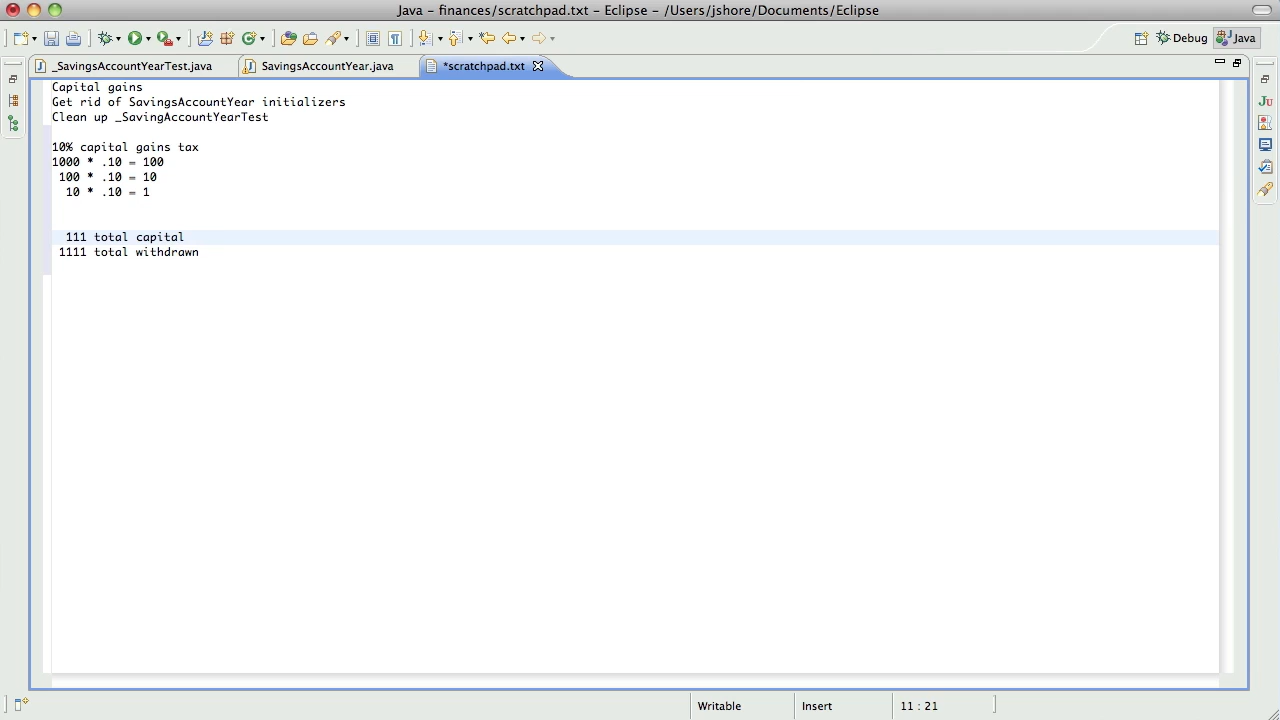 Java - finances/scratchpad.txt - Eclipse - /Users/jshore/Documents/Eclipse
Debug
Java
_SavingsAccountYearTest.java
SavingsAccountYear.java
*scratchpad.txt
Capital gains
Get rid of SavingsAccountYear initializers
Clean up _SavingAccountYearTest
10% capital gains tax
1000 * .10 = 100
100 * .10 = 10
10 * .10 = 1
111 total capital
1111 total withdrawn
Writable
Insert
11 : 21